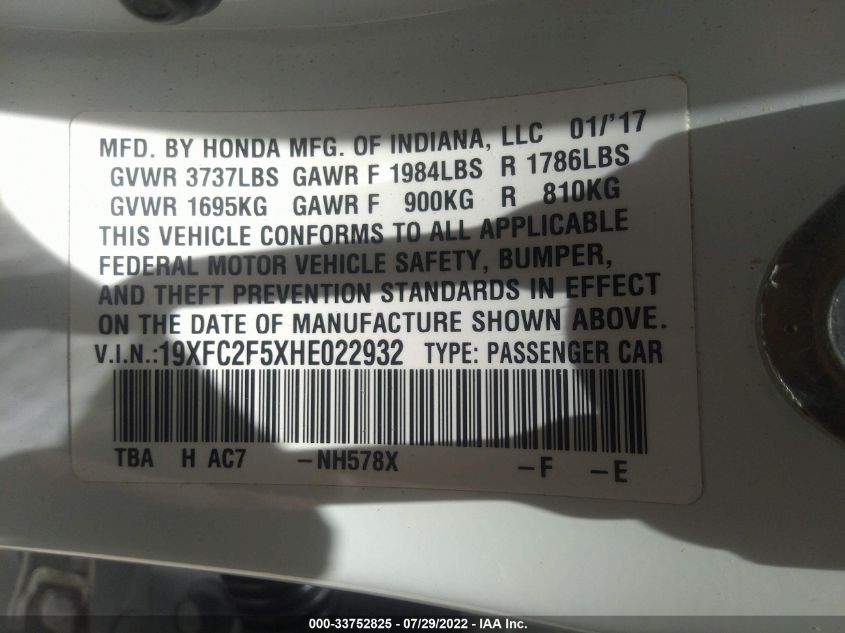 MFD. BY HONDA MFG. OF INDIANA, LLC 01/'17
GVWR 3737LBS GAWR F 1984LBS R 1786LBS
GVWR 1695KG GAWR F 900KG R 810KG
THIS VEHICLE CONFORMS TO ALL APPLICABLE
FEDERAL MOTOR VEHICLE SAFETY, BUMPER,
AND THEFT PREVENTION STANDARDS IN EFFECT
ON THE DATE OF MANUFACTURE SHOWN ABOVE.
V.I.N.:19XFC2F5XHE022932 TYPE: PASSENGER CAR
TBA H AC7 -NH578X -F -E
000-33752825 - 07/29/2022 - IAA Inc.